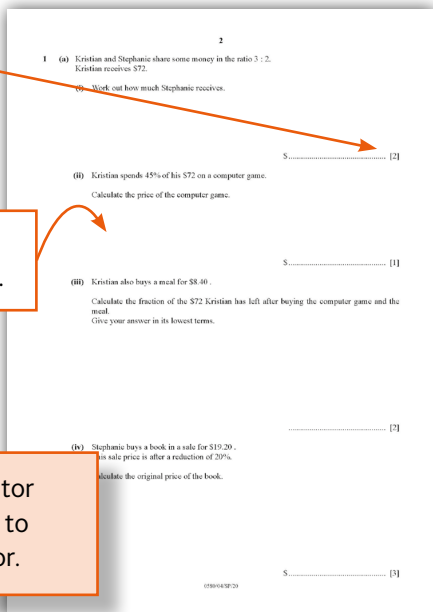 2
1 (a) Kristian and Stephanie share some money in the ratio 3 : 2.
Kristian receives $72.
(i) Work out how much Stephanie receives.
$ ................................................ [2]
(ii) Kristian spends 45% of his $72 on a computer game.
Calculate the price of the computer game.
$ ................................................ [1]
.
(iii) Kristian also buys a meal for $8.40 .
Calculate the fraction of the $72 Kristian has left after buying the computer game and the
meal.
Give your answer in its lowest terms.
................................................ [2]
(iv) Stephanie buys a book in a sale for $19.20 .
sale price is after a reduction of 20%.
the original price of the book.
tor
to
or.
$ ................................................ [3]
0580/04/SP/20